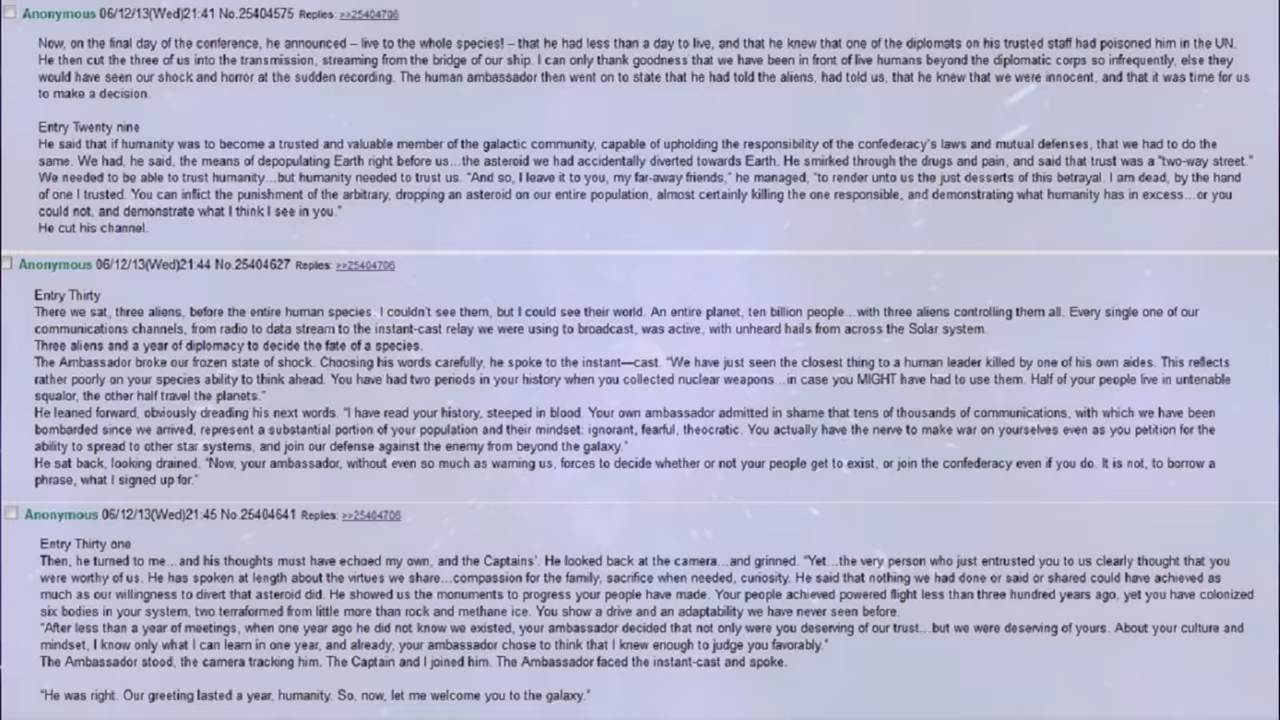 Anonymous 06/12/13(Wed)21:41 No.25404575 Replies: >>25404706
Now, on the final day of the conference, he announced – live to the whole species! – that he had less than a day to live, and that he knew that one of the diplomats on his trusted staff had poisoned him in the UN.
He then cut the three of us into the transmission, streaming from the bridge of our ship. I can only thank goodness that we have been in front of live humans beyond the diplomatic corps so infrequently, else they
would have seen our shock and horror at the sudden recording. The human ambassador then went on to state that he had told the aliens, had told us, that he knew that we were innocent, and that it was time for us
to make a decision.
Entry Twenty nine
He said that if humanity was to become a trusted and valuable member of the galactic community, capable of upholding the responsibility of the confederacy's laws and mutual defenses, that we had to do the
same. We had, he said, the means of depopulating Earth right before us...the asteroid we had accidentally diverted towards Earth. He smirked through the drugs and pain, and said that trust was a "two-way street."
We needed to be able to trust humanity...but humanity needed to trust us. "And so, I leave it to you, my far-away friends," he managed, "to render unto us the just desserts of this betrayal. I am dead, by the hand
of one I trusted. You can inflict the punishment of the arbitrary, dropping an asteroid on our entire population, almost certainly killing the one responsible, and demonstrating what humanity has in excess...or you
could not, and demonstrate what I think I see in you."
He cut his channel.
Anonymous 06/12/13(Wed)21:44 No.25404627 Replies: >>25404706
Entry Thirty
There we sat, three aliens, before the entire human species. I couldn't see them, but I could see their world. An entire planet, ten billion people...with three aliens controlling them all. Every single one of our
communications channels, from radio to data stream to the instant-cast relay we were using to broadcast, was active, with unheard hails from across the Solar system.
Three aliens and a year of diplomacy to decide the fate of a species.
The Ambassador broke our frozen state of shock. Choosing his words carefully, he spoke to the instant—cast. "We have just seen the closest thing to a human leader killed by one of his own aides. This reflects
rather poorly on your species ability to think ahead. You have had two periods in your history when you collected nuclear weapons...in case you MIGHT have had to use them. Half of your people live in untenable
squalor, the other half travel the planets."
He leaned forward, obviously dreading his next words. "I have read your history, steeped in blood. Your own ambassador admitted in shame that tens of thousands of communications, with which we have been
bombarded since we arrived, represent a substantial portion of your population and their mindset: ignorant, fearful, theocratic. You actually have the nerve to make war on yourselves even as you petition for the
ability to spread to other star systems, and join our defense against the enemy from beyond the galaxy."
He sat back, looking drained. "Now, your ambassador, without even so much as warning us, forces to decide whether or not your people get to exist, or join the confederacy even if you do. It is not, to borrow a
phrase, what I signed up for."
Anonymous 06/12/13(Wed)21:45 No.25404641 Replies: >>25404706
Entry Thirty one
Then, he turned to me...and his thoughts must have echoed my own, and the Captains'. He looked back at the camera...and grinned. "Yet...the very person who just entrusted you to us clearly thought that you
were worthy of us. He has spoken at length about the virtues we share...compassion for the family, sacrifice when needed, curiosity. He said that nothing we had done or said or shared could have achieved as
much as our willingness to divert that asteroid did. He showed us the monuments to progress your people have made. Your people achieved powered flight less than three hundred years ago, yet you have colonized
six bodies in your system, two terraformed from little more than rock and methane ice. You show a drive and an adaptability we have never seen before.
"After less than a year of meetings, when one year ago he did not know we existed, your ambassador decided that not only were you deserving of our trust...but we were deserving of yours. About your culture and
mindset, I know only what I can learn in one year, and already, your ambassador chose to think that I knew enough to judge you favorably."
The Ambassador stood, the camera tracking him. The Captain and I joined him. The Ambassador faced the instant-cast and spoke.
"He was right. Our greeting lasted a year, humanity. So, now, let me welcome you to the galaxy."